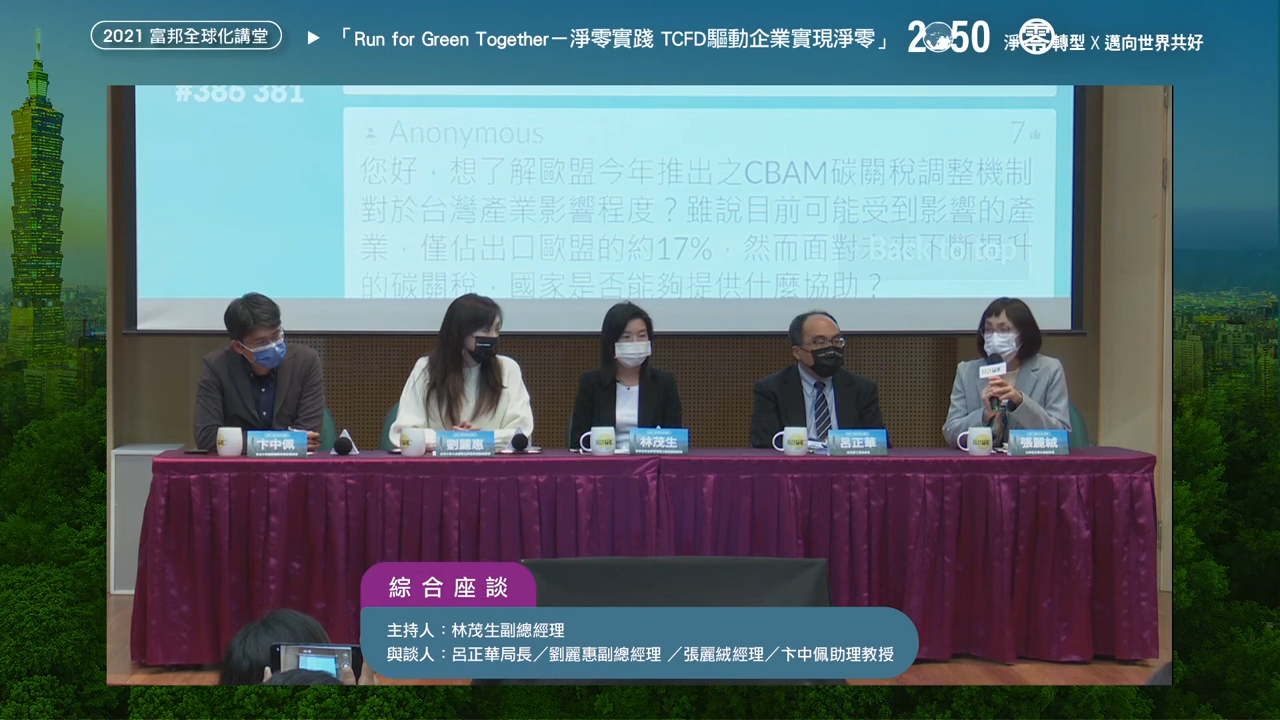 2021 富邦全球化講堂
「Run for Green Together－淨零實踐 TCFD驅動企業實現淨零」
2050 淨零轉型 X 邁向世界共好
#386 381
Anonymous
7
您好，想了解歐盟今年推出之CBAM碳關稅調整機制
對於台灣產業影響程度？雖說目前可能受到影響的產
業，僅佔出口歐盟的約17%，然而面對未來不斷提升
的碳關稅，國家是否能夠提供什麼協助？
Back to top
卞中佩
劉麗惠
林茂生
呂正華
張麗絨
綜合座談
主持人：林茂生副總經理
與談人：呂正華局長／劉麗惠副總經理 ／張麗絨經理／卞中佩助理教授